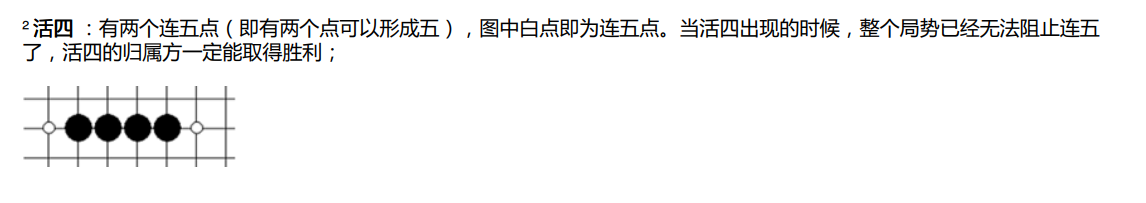 2 活四 ：有两个连五点（即有两个点可以形成五），图中白点即为连五点。当活四出现的时候，整个局势已经无法阻止连五
了，活四的归属方一定能取得胜利；